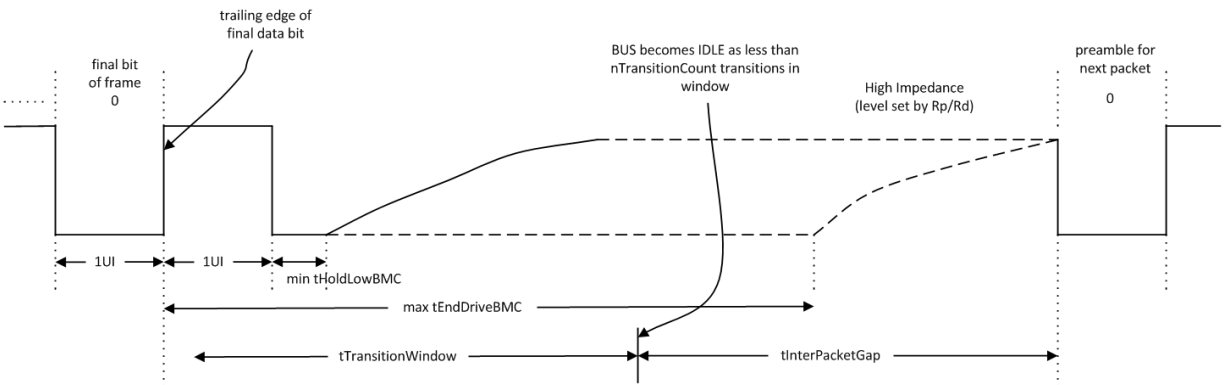 trailing edge of
final data bit
final bit
of frame
0
BUS becomes IDLE as less than
nTransitionCount transitions in
window
High Impedance
(level set by Rp/Rd)
preamble for
next packet
0
1UI
1UI
min tHoldLowBMC
max tEndDriveBMC
tTransitionWindow
tInterPacketGap